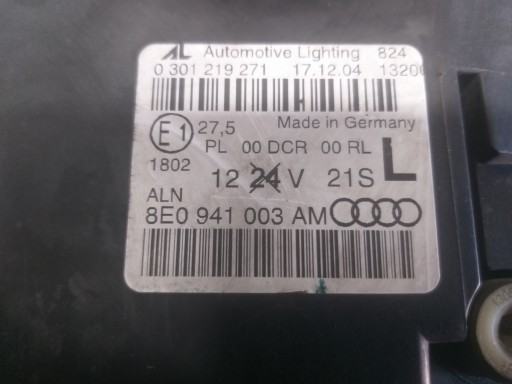 AL Automotive Lighting 824
0 301 219 271 17.12.04 1320
E1 27,5 Made in Germany
PL 00 DCR 00 RL
1802
12 24 V 21S L
ALN
8E0 941 003 AM